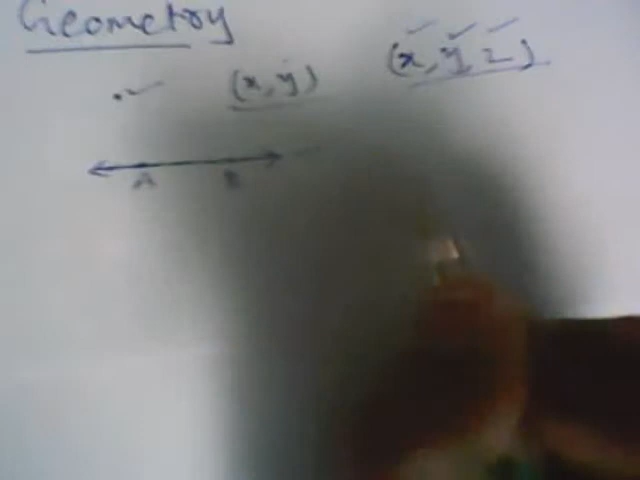 Geometry
(x, y) (x, y, z)
A B